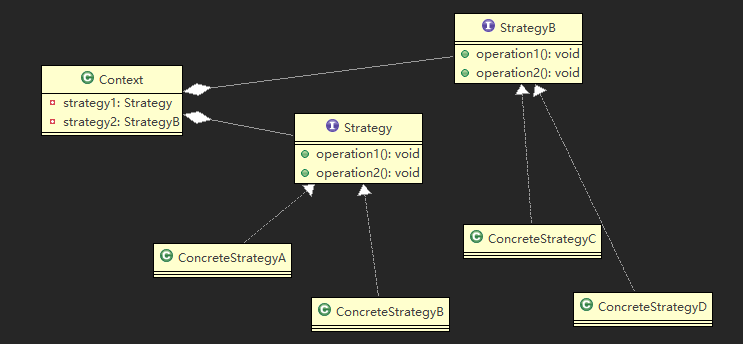 StrategyB
operation1(): void
operation2(): void
Context
strategy1: Strategy
strategy2: StrategyB
Strategy
operation1(): void
operation2(): void
ConcreteStrategyC
ConcreteStrategyA
ConcreteStrategyD
ConcreteStrategyB